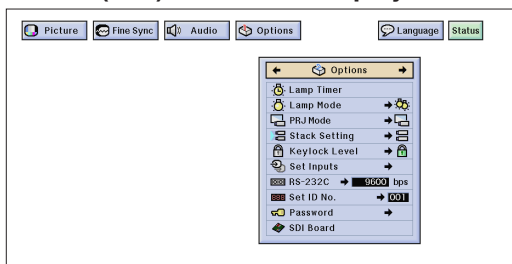 Picture Fine Sync Audio Options Language Status
Options
Lamp Timer
Lamp Mode
PRJ Mode
Stack Setting
Keylock Level
Set Inputs
RS-232C 9600 bps
Set ID No. 001
Password
SDI Board